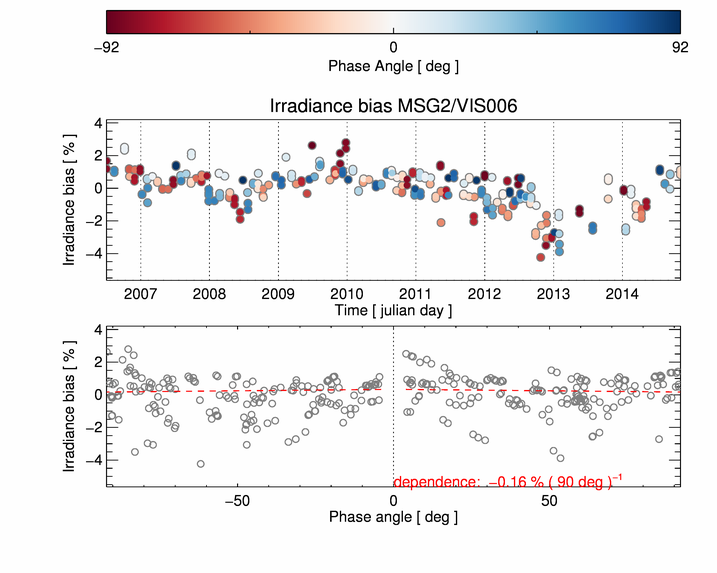 −92 0 92
Phase Angle [ deg ]
Irradiance bias MSG2/VIS006
Irradiance bias [ % ]
4
2
0
−2
−4
2007 2008 2009 2010 2011 2012 2013 2014
Time [ julian day ]
Irradiance bias [ % ]
4
2
0
−2
−4
dependence: −0.16 % ( 90 deg )⁻¹
−50 0 50
Phase angle [ deg ]